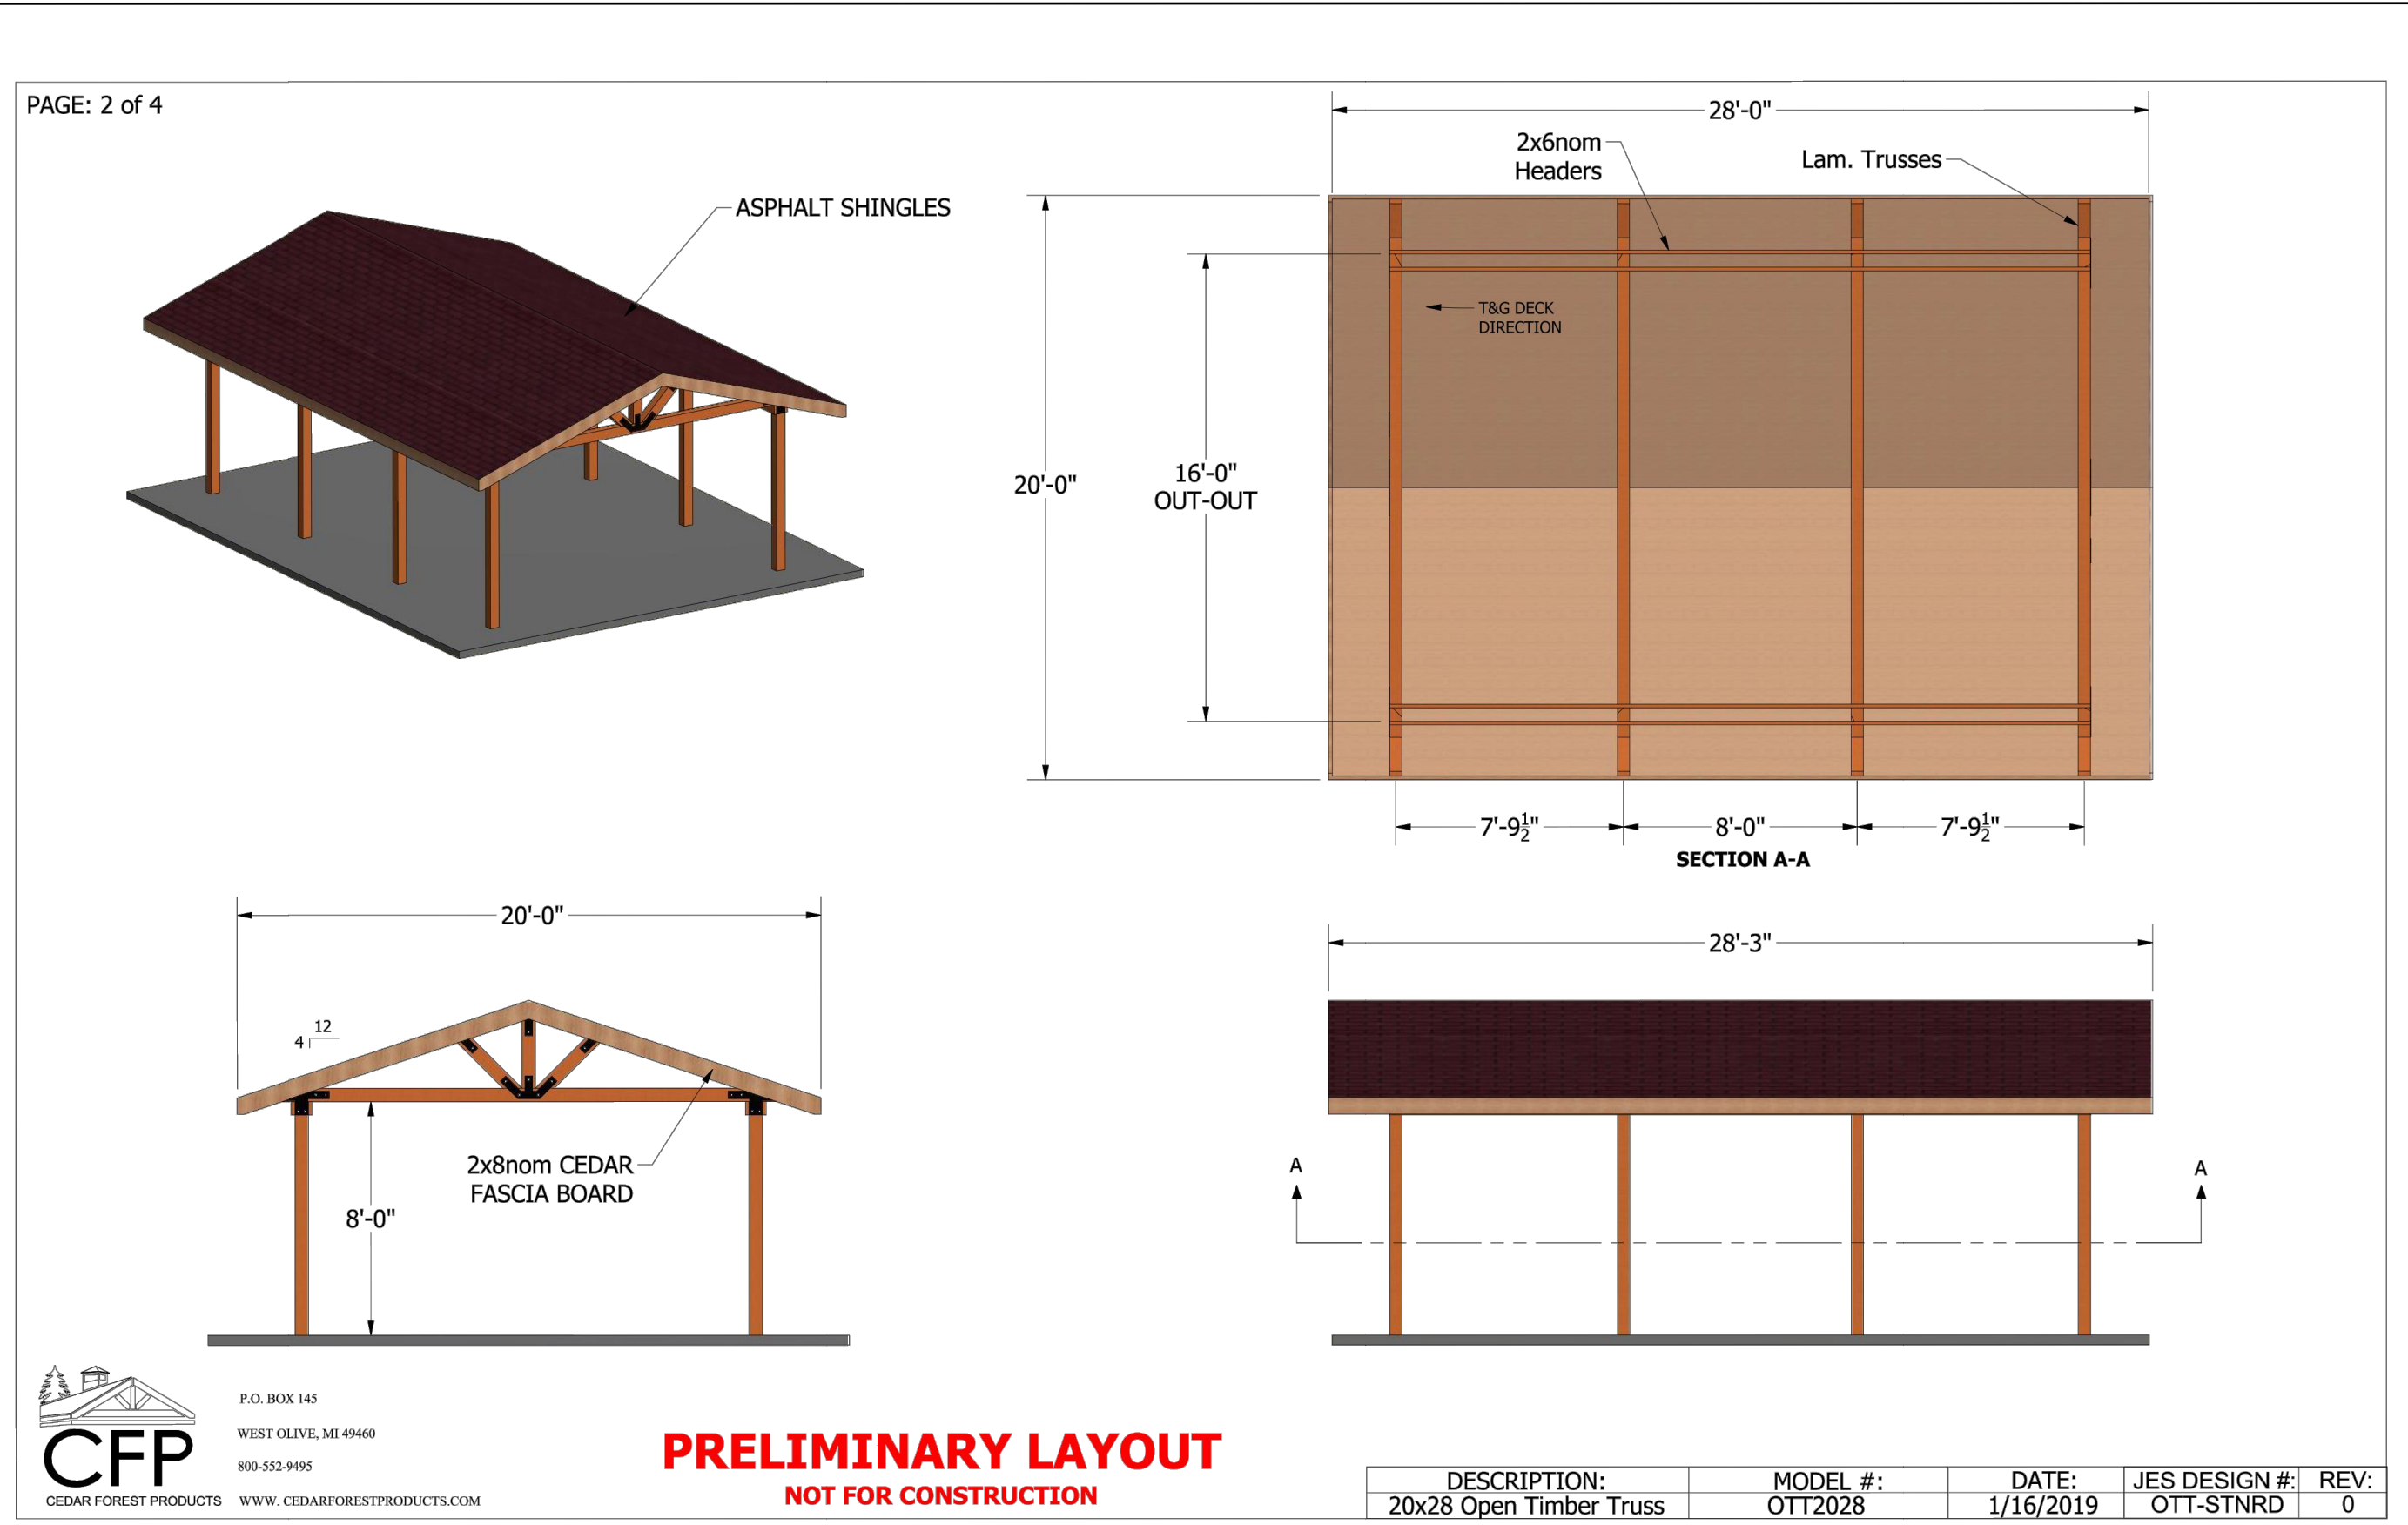 PAGE: 2 of 4
ASPHALT SHINGLES
28'-0"
2x6nom
Headers
Lam. Trusses
T&G DECK
DIRECTION
20'-0"
16'-0"
OUT-OUT
7'-9½"
8'-0"
7'-9½"
SECTION A-A
20'-0"
12
4
2x8nom CEDAR
FASCIA BOARD
8'-0"
28'-3"
A
A
CFP
CEDAR FOREST PRODUCTS
P.O. BOX 145
WEST OLIVE, MI 49460
800-552-9495
WWW. CEDARFORESTPRODUCTS.COM
PRELIMINARY LAYOUT
NOT FOR CONSTRUCTION
DESCRIPTION: MODEL #: DATE: JES DESIGN #: REV:
20x28 Open Timber Truss OTT2028 1/16/2019 OTT-STNRD 0